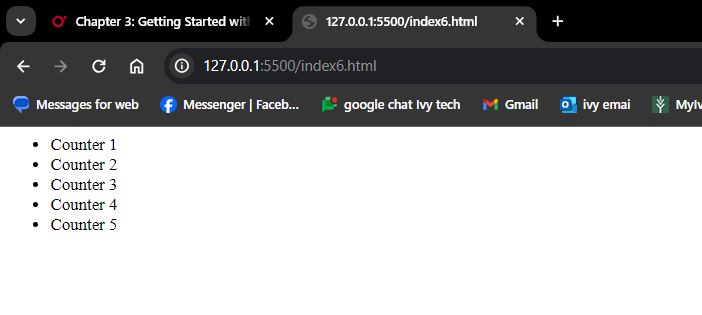 Chapter 3: Getting Started with
127.0.0.1:5500/index6.html
127.0.0.1:5500/index6.html
Messages for web Messenger | Faceb... google chat Ivy tech Gmail ivy emai MyIv
Counter 1
Counter 2
Counter 3
Counter 4
Counter 5